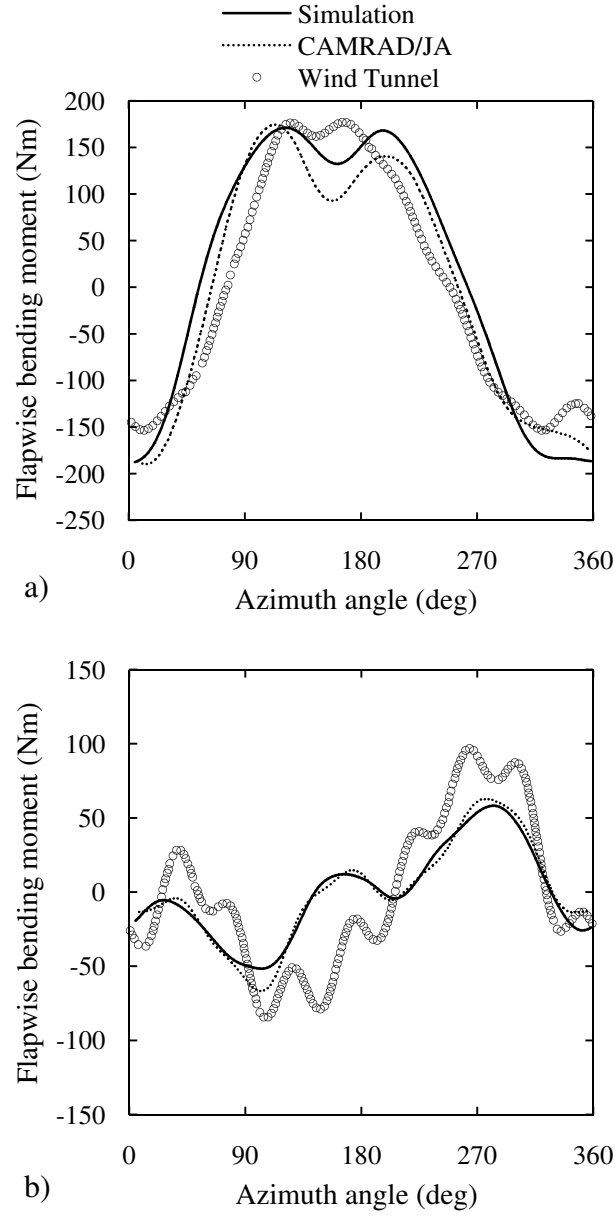 Simulation
CAMRAD/JA
Wind Tunnel
200
150
100
50
0
-50
-100
-150
-200
-250
Flapwise bending moment (Nm)
0 90 180 270 360
a)
Azimuth angle (deg)
150
100
50
0
-50
-100
-150
Flapwise bending moment (Nm)
0 90 180 270 360
b)
Azimuth angle (deg)